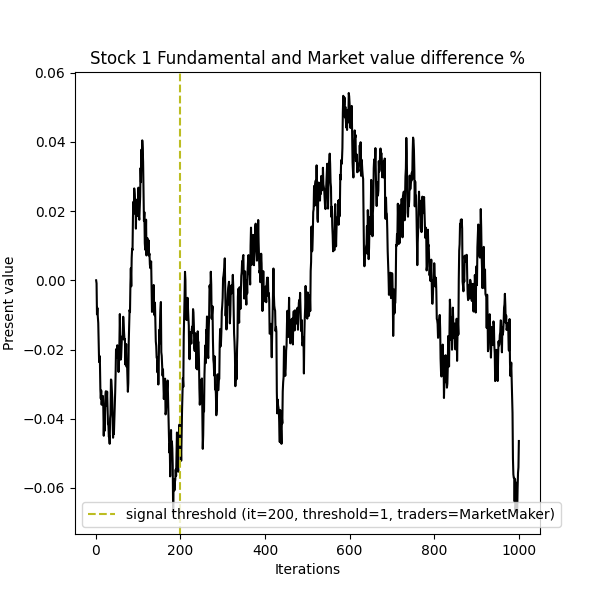 Stock 1 Fundamental and Market value difference %
0.06
0.04
0.02
0.00
−0.02
−0.04
−0.06
Present value
signal threshold (it=200, threshold=1, traders=MarketMaker)
0 200 400 600 800 1000
Iterations